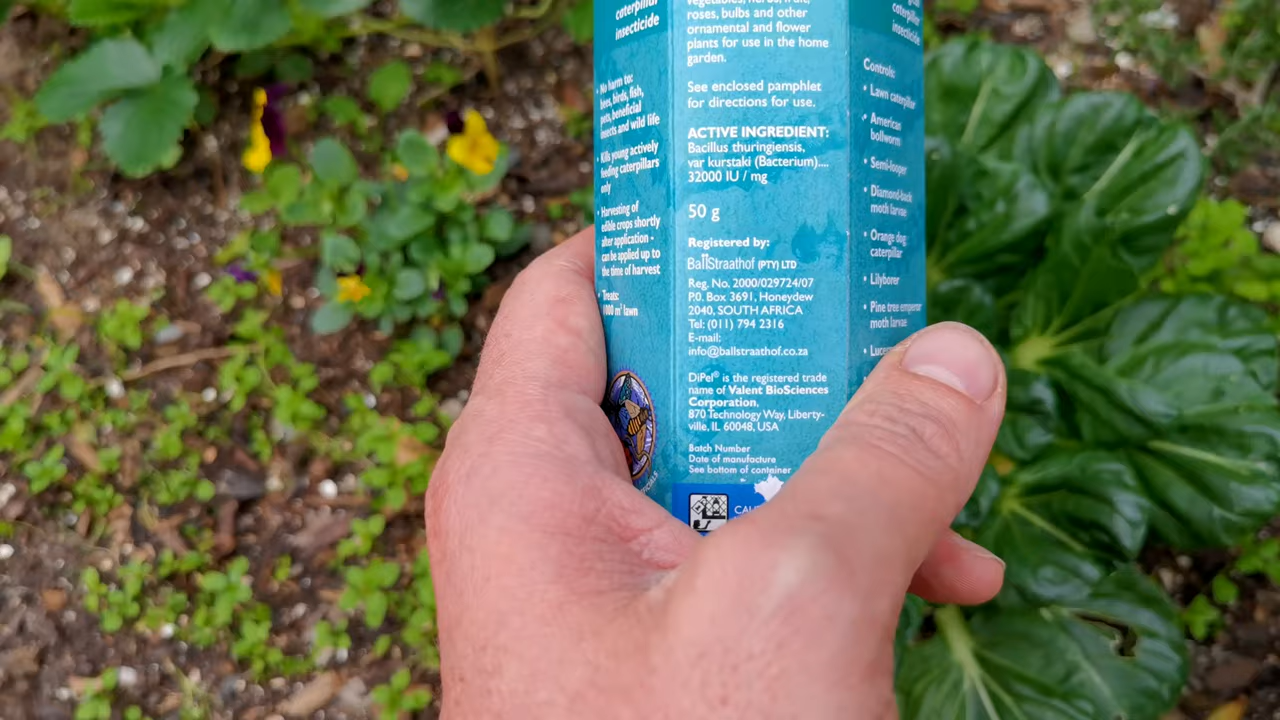 caterpillar
insecticide
• No harm to:
bees, birds, fish,
pets, beneficial
insects and wild life
• Kills young actively
feeding caterpillars
only
• Harvesting of
edible crops shortly
after application -
can be applied up to
the time of harvest
• Treats:
1000 m² lawn
vegetables, herbs, fruit,
roses, bulbs and other
ornamental and flower
plants for use in the home
garden.
See enclosed pamphlet
for directions for use.
ACTIVE INGREDIENT:
Bacillus thuringiensis,
var kurstaki (Bacterium)....
32000 IU / mg
50 g
Registered by:
BallStraathof (PTY) LTD
Reg. No. 2000/029724/07
P.O. Box 3691, Honeydew
2040, SOUTH AFRICA
Tel: (011) 794 2316
E-mail:
info@ballstraathof.co.za
DiPel® is the registered trade
name of Valent BioSciences
Corporation.
870 Technology Way, Liberty-
ville, IL 60048, USA
Batch Number
Date of manufacture
See bottom of container
caterpillar
insecticide
Controls:
• Lawn caterpillar
• American
bollworm
• Semi-looper
• Diamond-back
moth larvae
• Orange dog
caterpillar
• Lilyborer
• Pine tree emperor
moth larvae